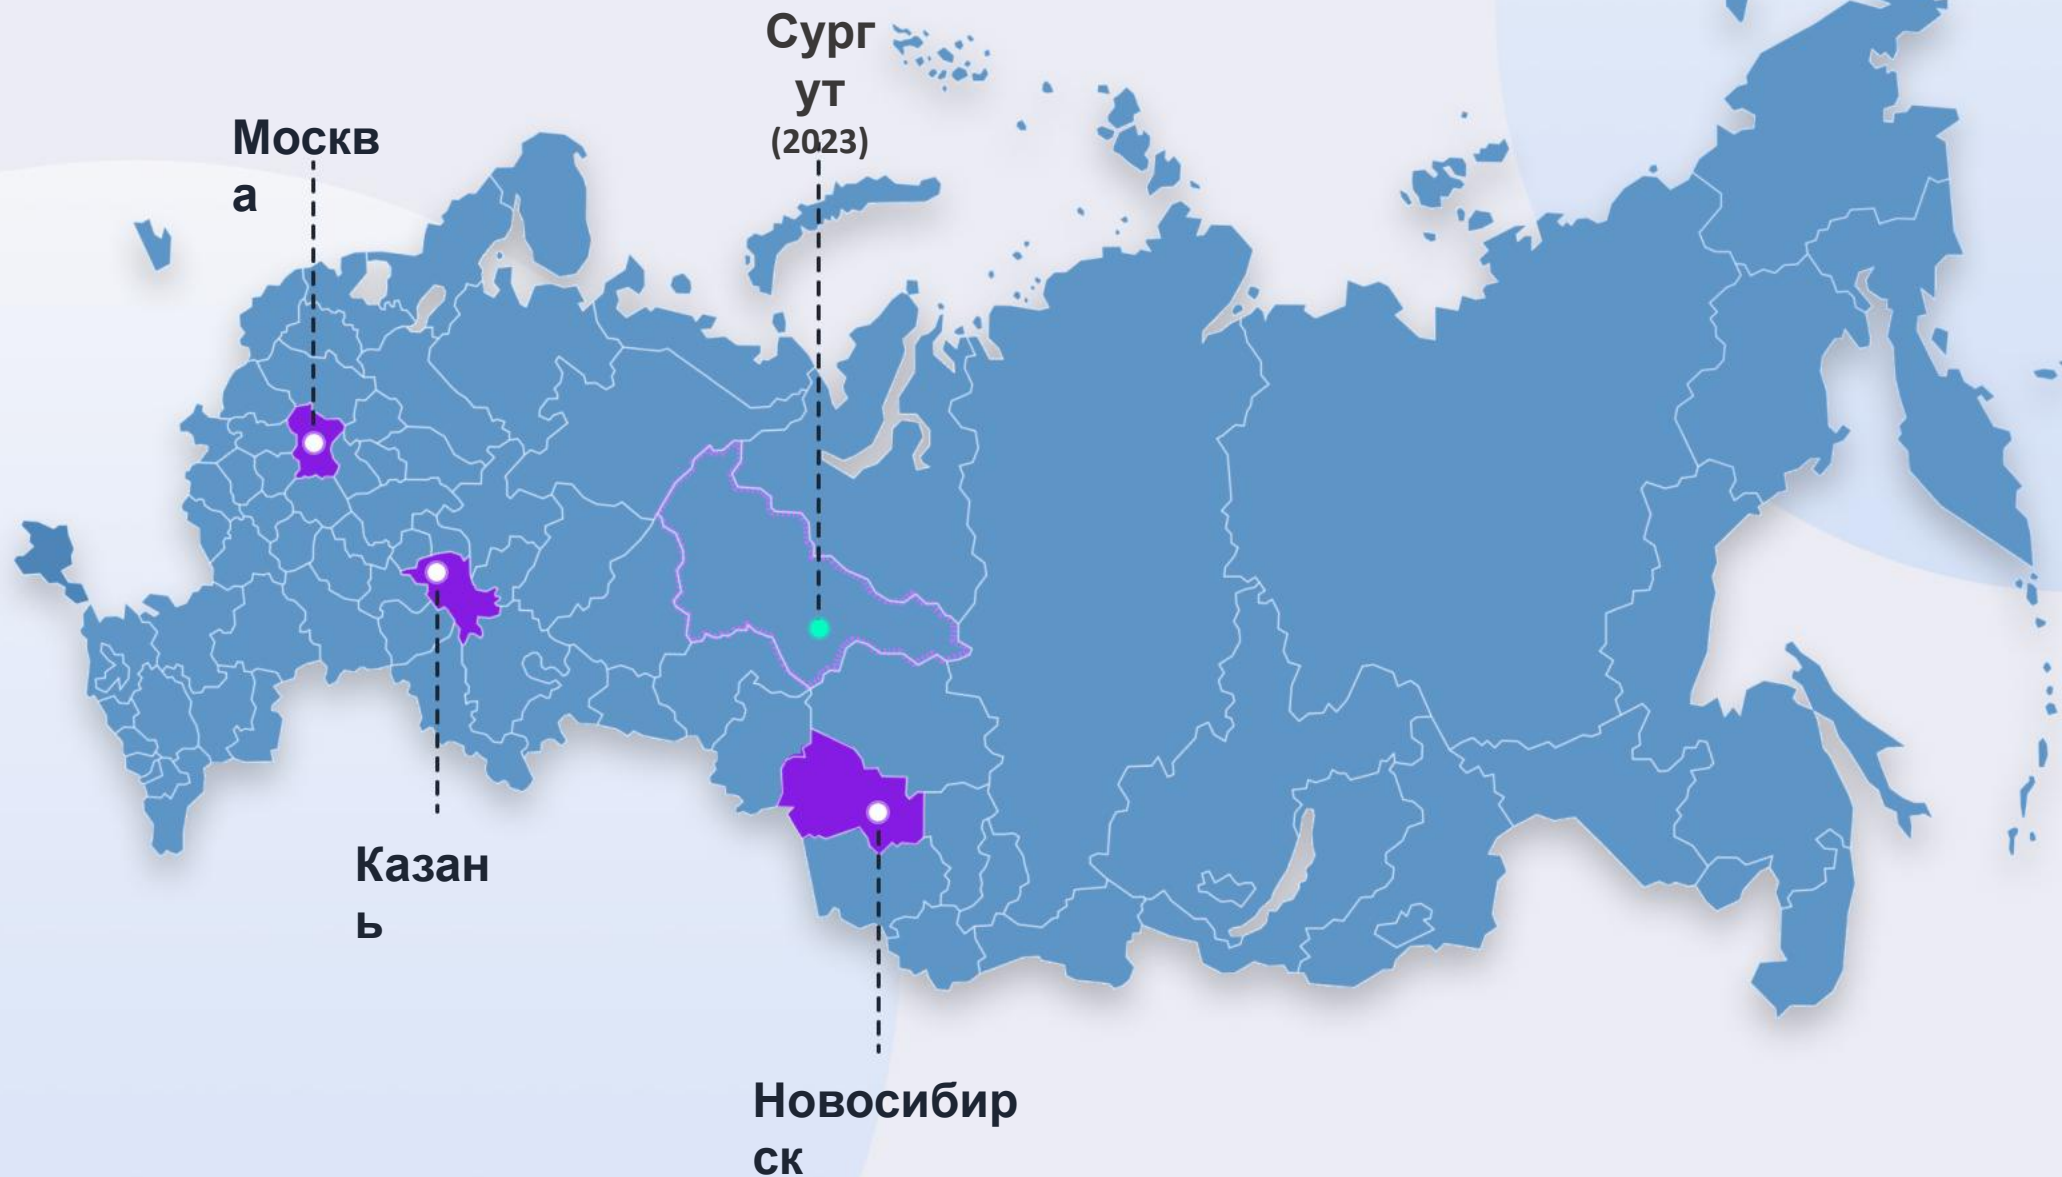 Сург
ут
(2023)
Москв
а
Казан
ь
Новосибир
ск